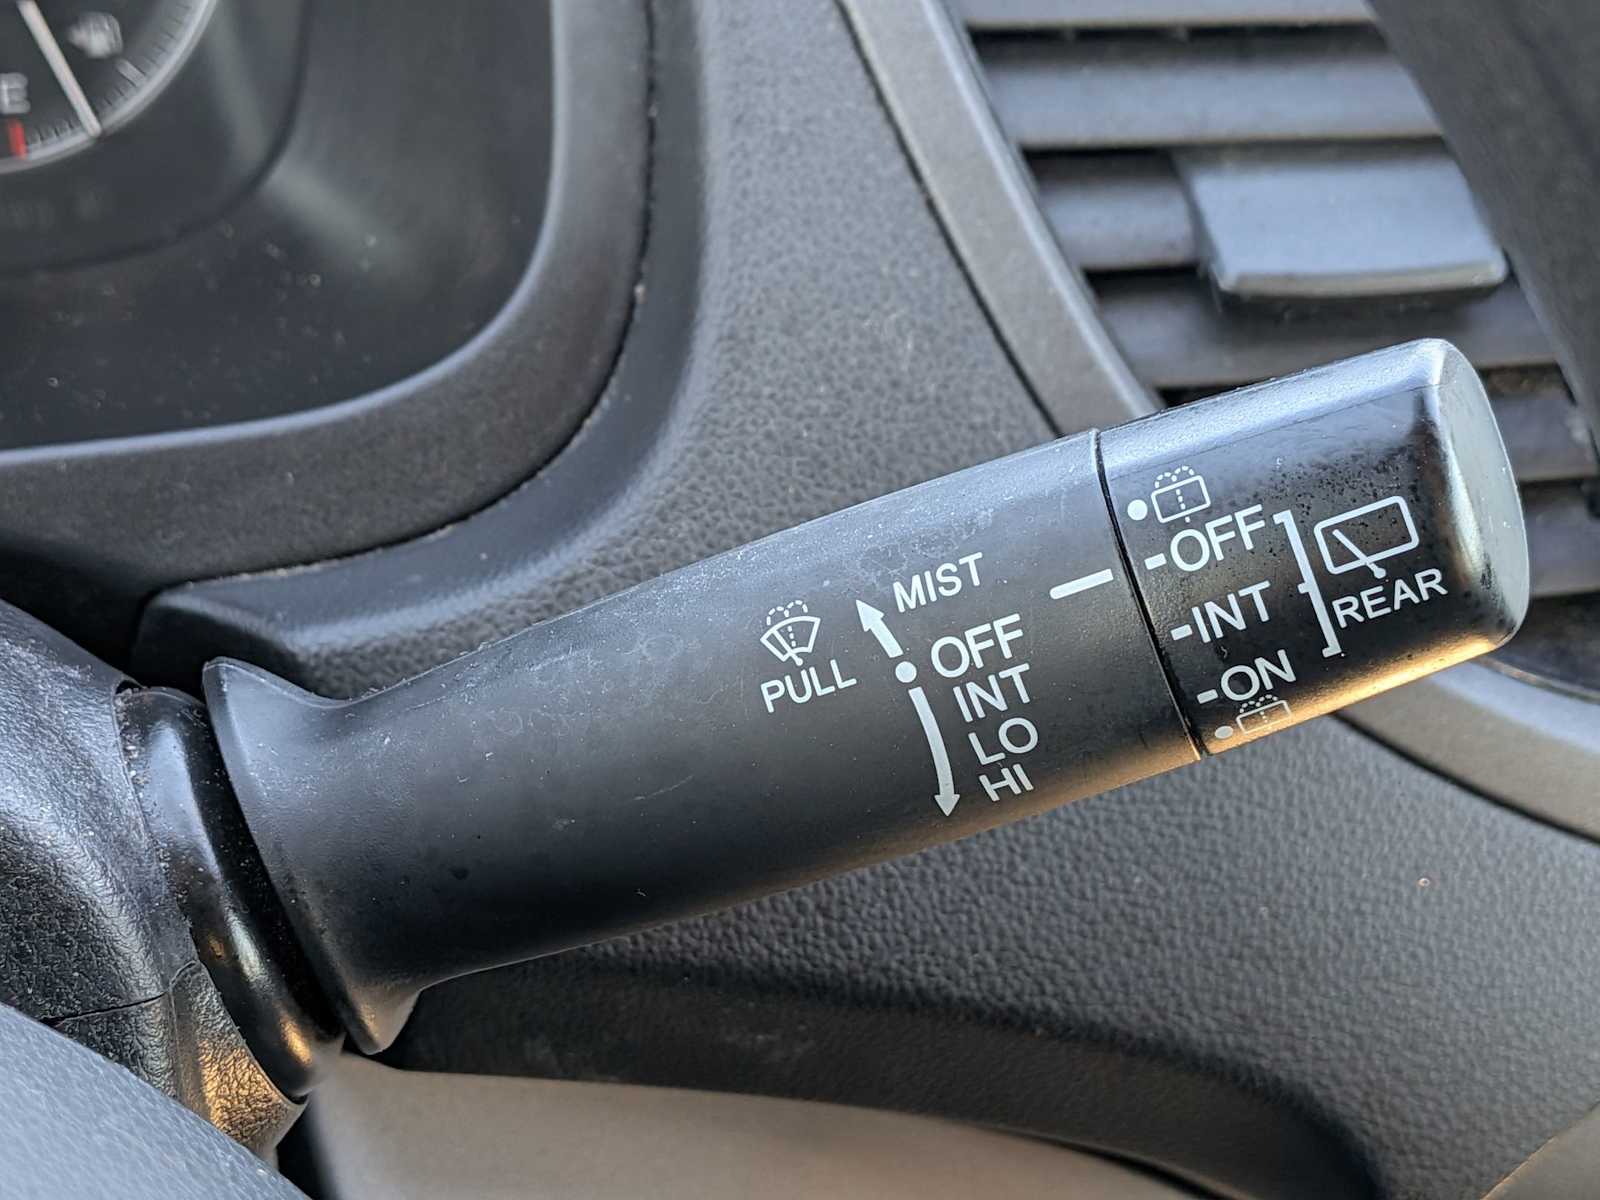 E
MIST
OFF
INT
LO
HI
PULL
-OFF
-INT
-ON
REAR